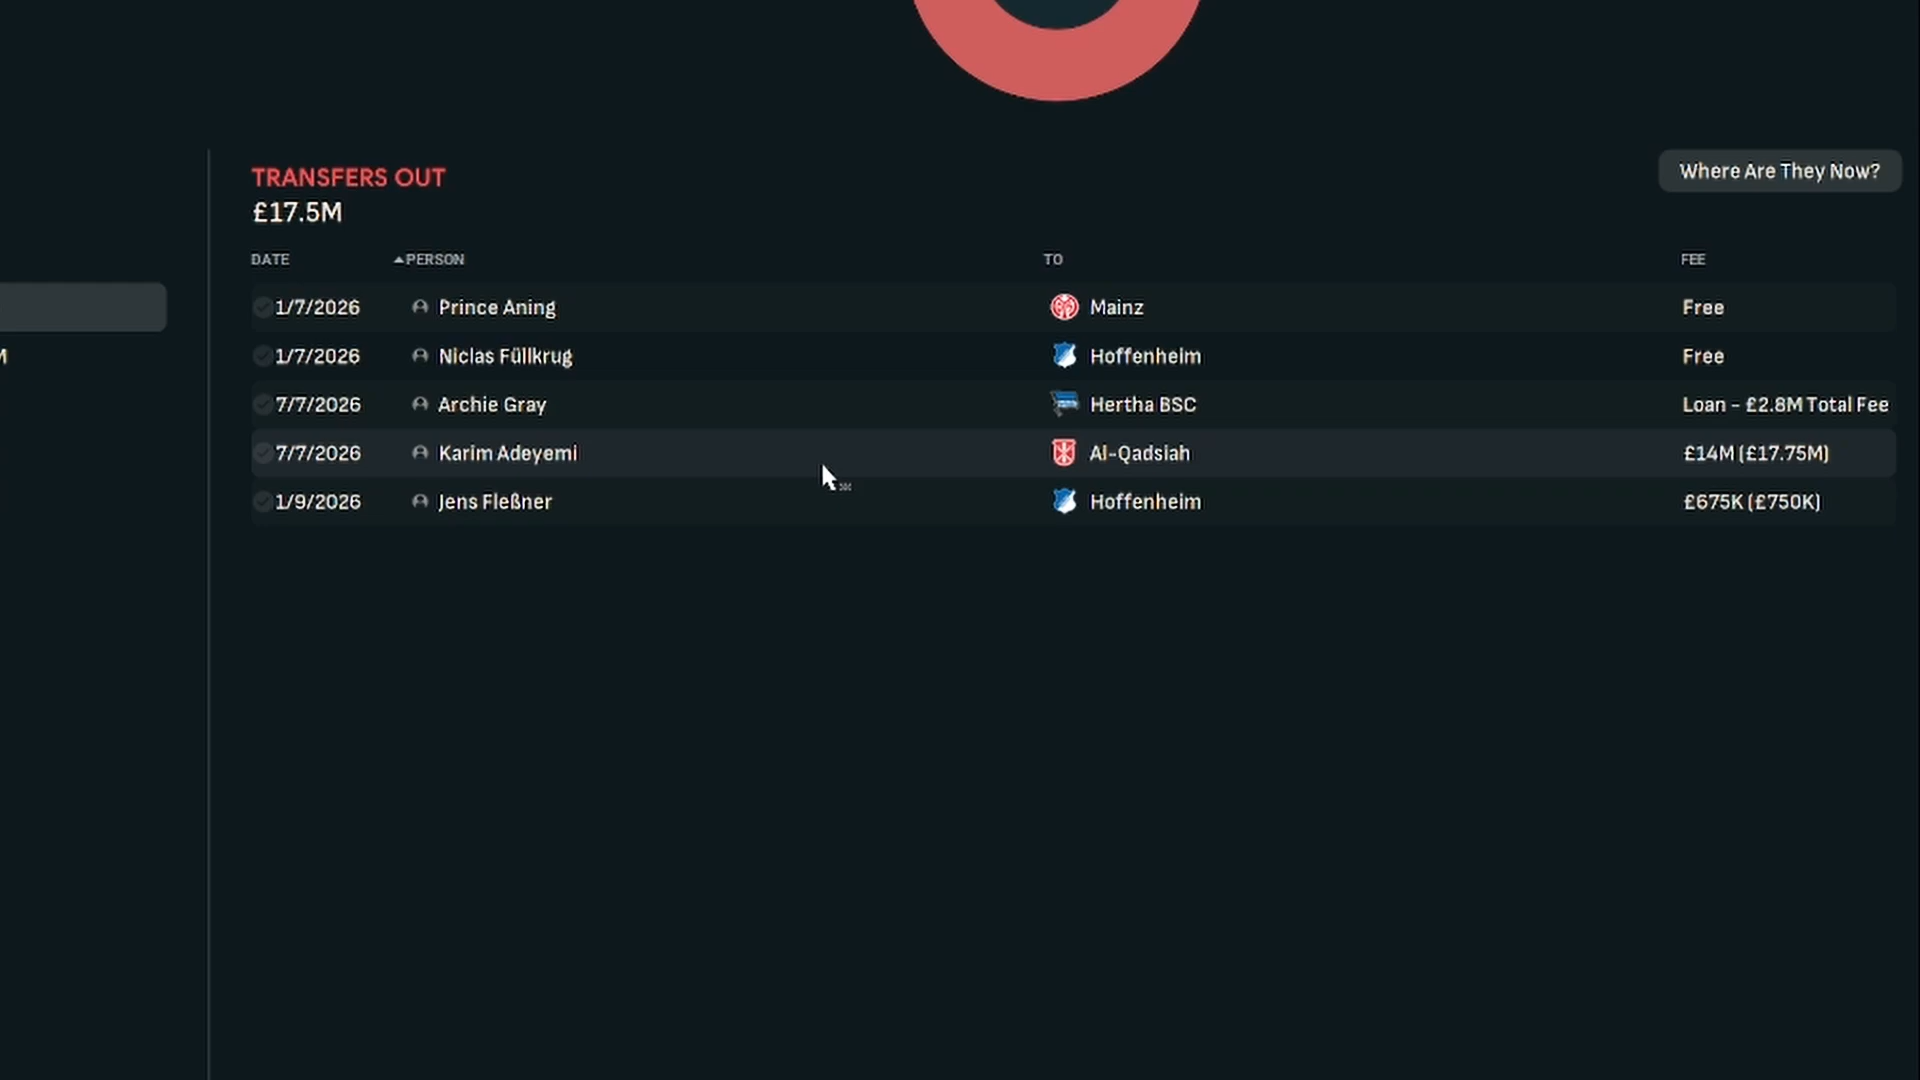 TRANSFERS OUT
Where Are They Now?
£17.5M
DATE PERSON TO FEE
1/7/2026 Prince Aning Mainz Free
M
1/7/2026 Niclas Füllkrug Hoffenheim Free
7/7/2026 Archie Gray Hertha BSC Loan - £2.8M Total Fee
7/7/2026 Karim Adeyemi Al-Qadsiah £14M (£17.75M)
1/9/2026 Jens Fleßner Hoffenheim £675K (£750K)